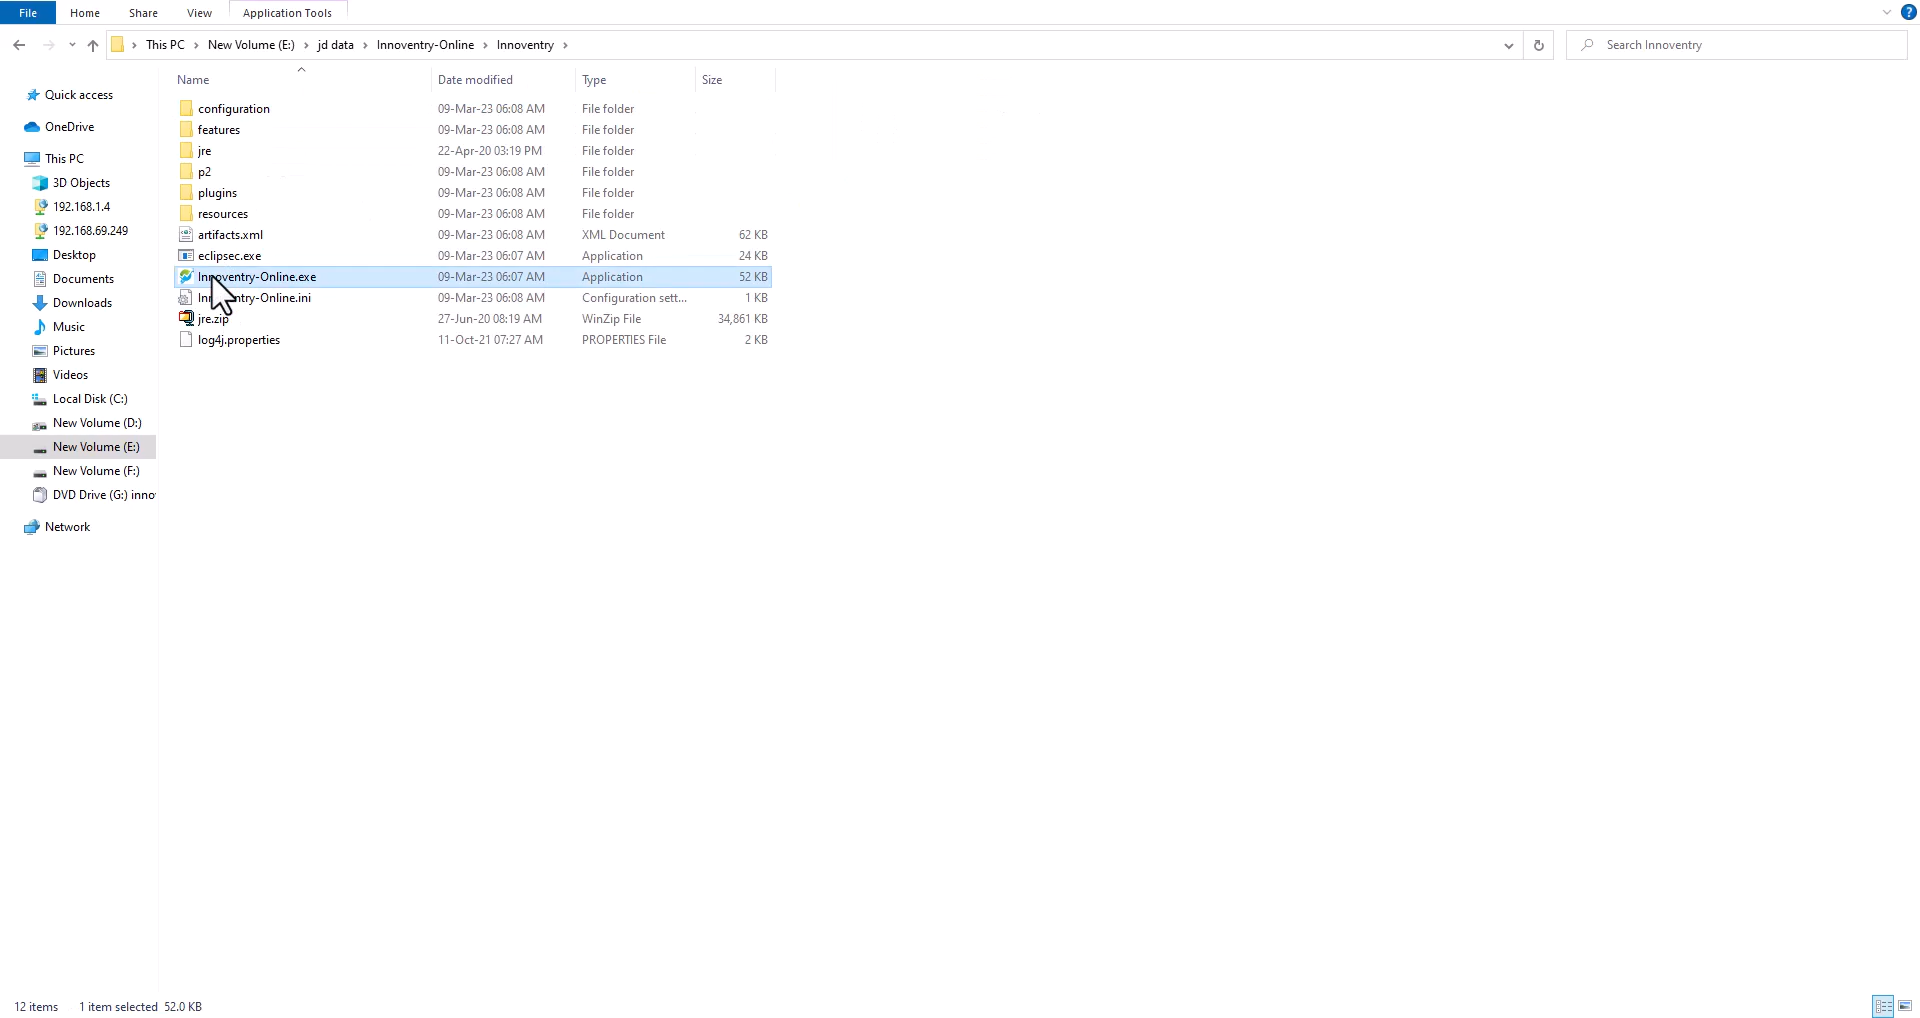 File Home Share View Application Tools
This PC New Volume (E:) jd data Innoventry-Online Innoventry Search Innoventry
Name Date modified Type Size
Quick access
OneDrive
This PC
3D Objects
192.168.1.4
192.168.69.249
Desktop
Documents
Downloads
Music
Pictures
Videos
Local Disk (C:)
New Volume (D:)
New Volume (E:)
New Volume (F:)
DVD Drive (G:) inno
Network
configuration 09-Mar-23 06:08 AM File folder
features 09-Mar-23 06:08 AM File folder
jre 22-Apr-20 03:19 PM File folder
p2 09-Mar-23 06:08 AM File folder
plugins 09-Mar-23 06:08 AM File folder
resources 09-Mar-23 06:08 AM File folder
artifacts.xml 09-Mar-23 06:08 AM XML Document 62 KB
eclipsec.exe 09-Mar-23 06:07 AM Application 24 KB
Innoventry-Online.exe 09-Mar-23 06:07 AM Application 52 KB
Innoventry-Online.ini 09-Mar-23 06:08 AM Configuration sett... 1 KB
jre.zip 27-Jun-20 08:19 AM WinZip File 34,861 KB
log4j.properties 11-Oct-21 07:27 AM PROPERTIES File 2 KB
12 items 1 item selected 52.0 KB